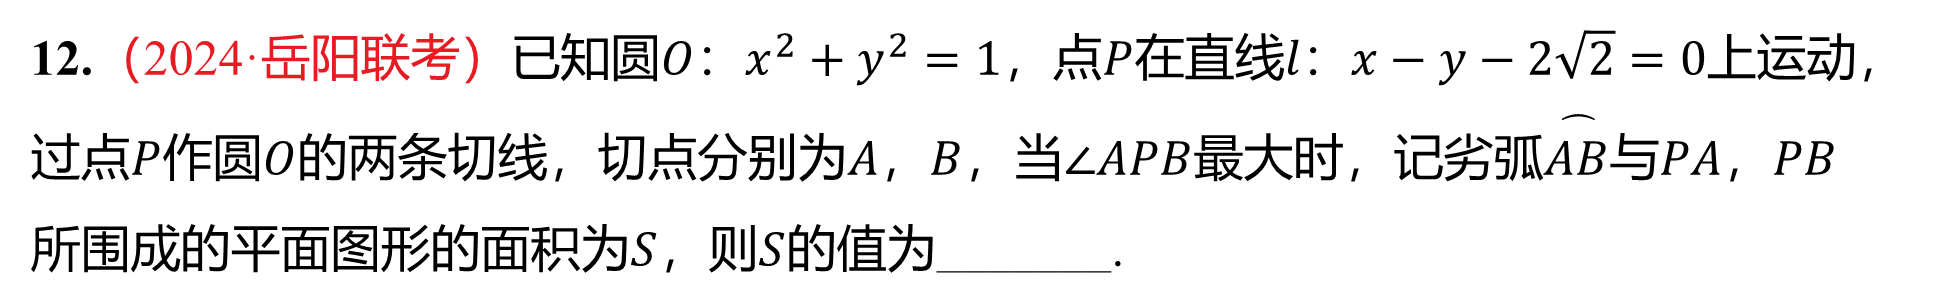 12.（2024·岳阳联考）已知圆O：x² + y² = 1，点P在直线l：x − y − 2√2 = 0上运动，
过点P作圆O的两条切线，切点分别为A，B，当∠APB最大时，记劣弧A͡B与PA，PB
所围成的平面图形的面积为S，则S的值为_______.